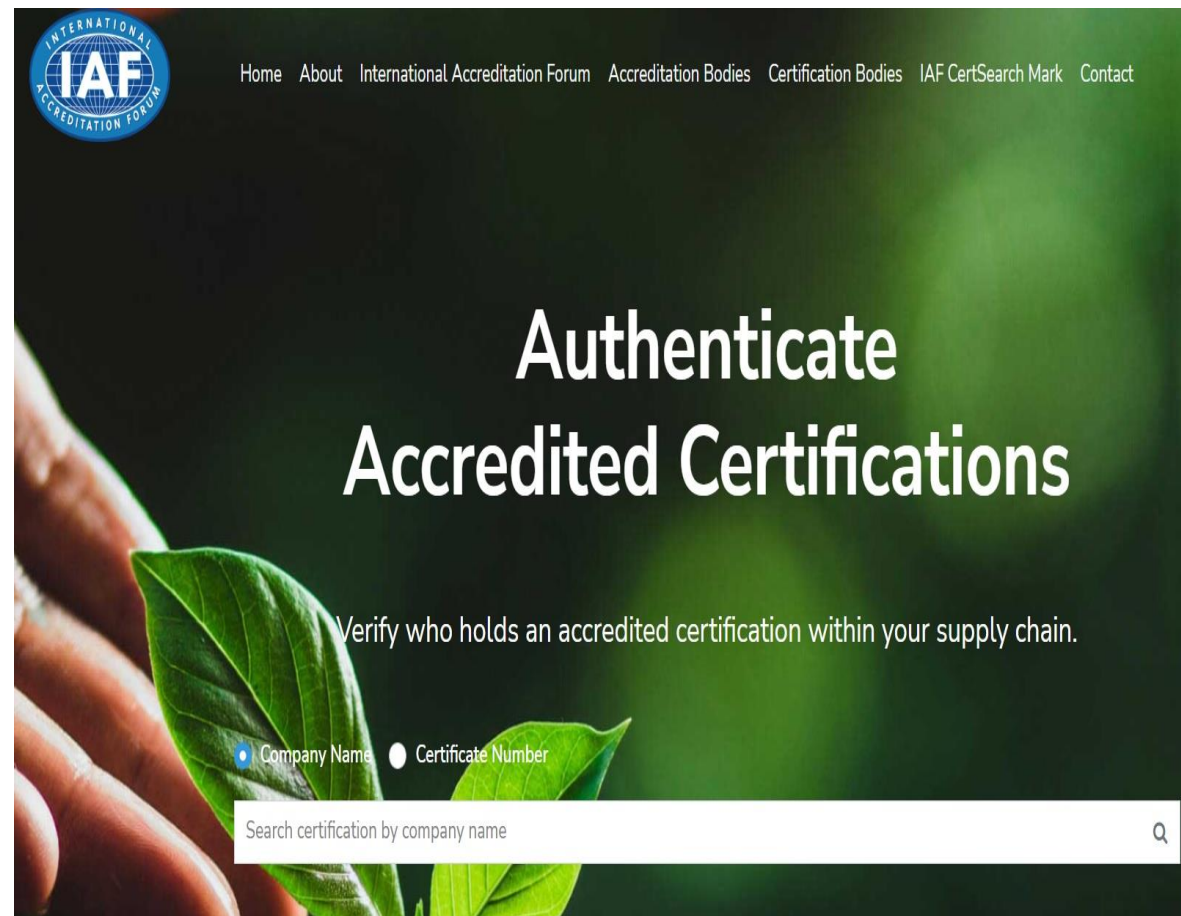 INTERNATIONAL
IAF
ACCREDITATION FORUM
Home About International Accreditation Forum Accreditation Bodies Certification Bodies IAF CertSearch Mark Contact
Authenticate
Accredited Certifications
Verify who holds an accredited certification within your supply chain.
Company Name Certificate Number
Search certification by company name